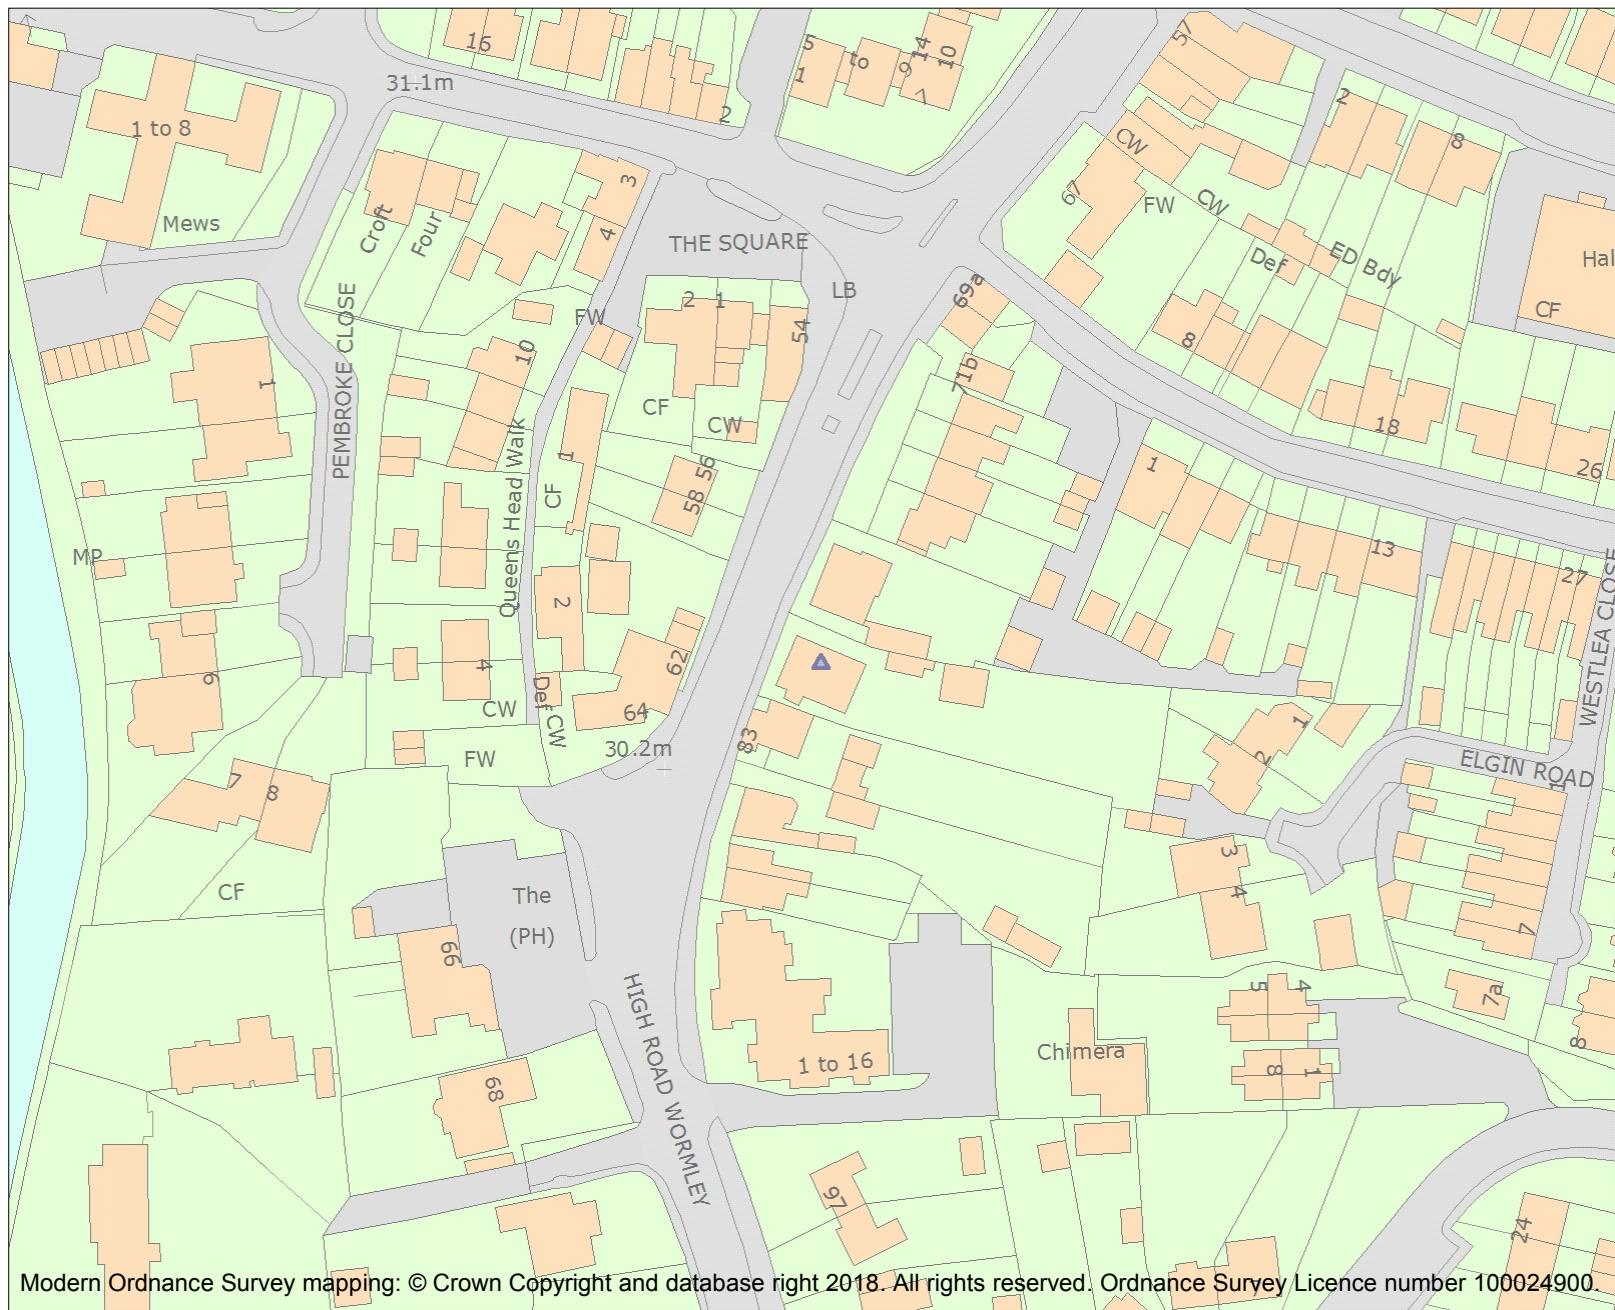 16
31.1m
2
5
1
to
9
14
10
7
57
1 to 8
Mews
Croft
Four
3
4
THE SQUARE
LB
CW
67
FW
CW
2
8
Def
ED Bdy
Hal
CF
PEMBROKE CLOSE
FW
2
1
54
69a
71b
8
18
26
1
10
CF
CW
Queens Head Walk
1
CF
56
58
1
13
27
WESTLEA CLOSE
MP
2
62
4
6
CW
Def
CW
64
30.2m
FW
83
1
2
ELGIN ROAD
1
7
8
CF
The
(PH)
66
3
4
7
7a
8
HIGH ROAD WORMLEY
1 to 16
Chimera
5
4
8
1
68
97
24
7
Modern Ordnance Survey mapping: © Crown Copyright and database right 2018. All rights reserved. Ordnance Survey Licence number 100024900.